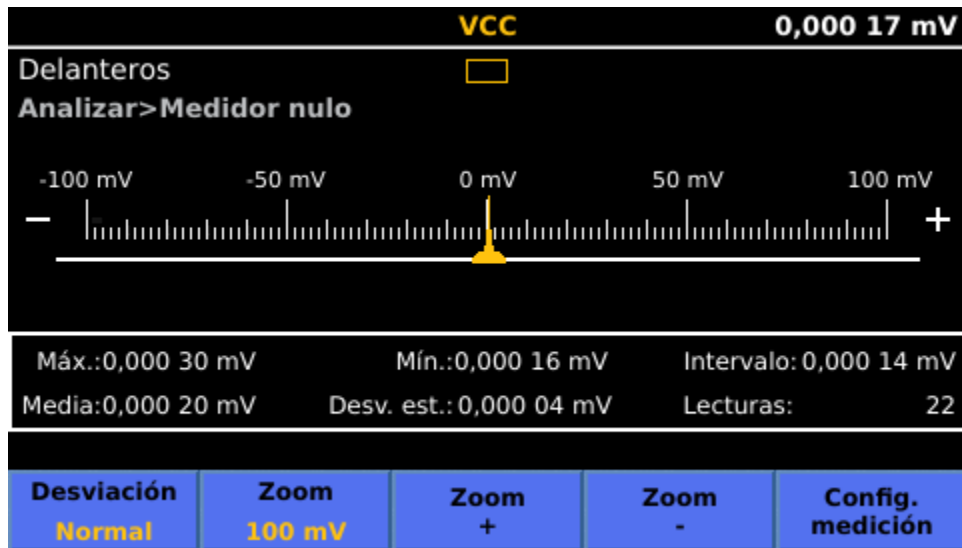 VCC 0,000 17 mV
Delanteros
Analizar>Medidor nulo
-100 mV -50 mV 0 mV 50 mV 100 mV
− +
Máx.:0,000 30 mV Mín.:0,000 16 mV Intervalo: 0,000 14 mV
Media:0,000 20 mV Desv. est.: 0,000 04 mV Lecturas: 22
Desviación Zoom Zoom Zoom Config.
Normal 100 mV + - medición